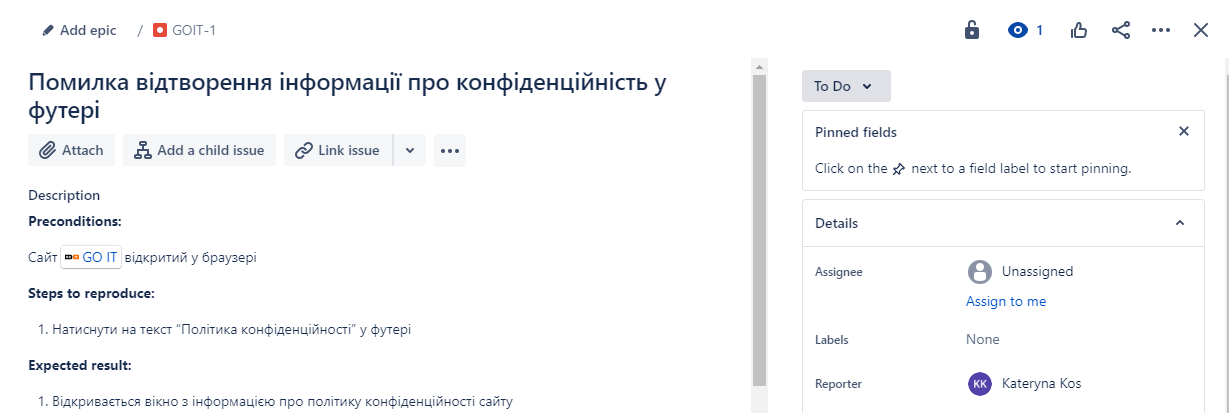 Add epic / GOIT-1
1
Помилка відтворення інформації про конфіденційність у
футері
Attach
Add a child issue
Link issue
Description
Preconditions:
Сайт GO IT відкритий у браузері
Steps to reproduce:
1. Натиснути на текст “Політика конфіденційності” у футері
Expected result:
1. Відкривається вікно з інформацією про політику конфіденційності сайту
To Do
Pinned fields
Click on the next to a field label to start pinning.
Details
Assignee
Unassigned
Assign to me
Labels
None
Reporter
KK Kateryna Kos